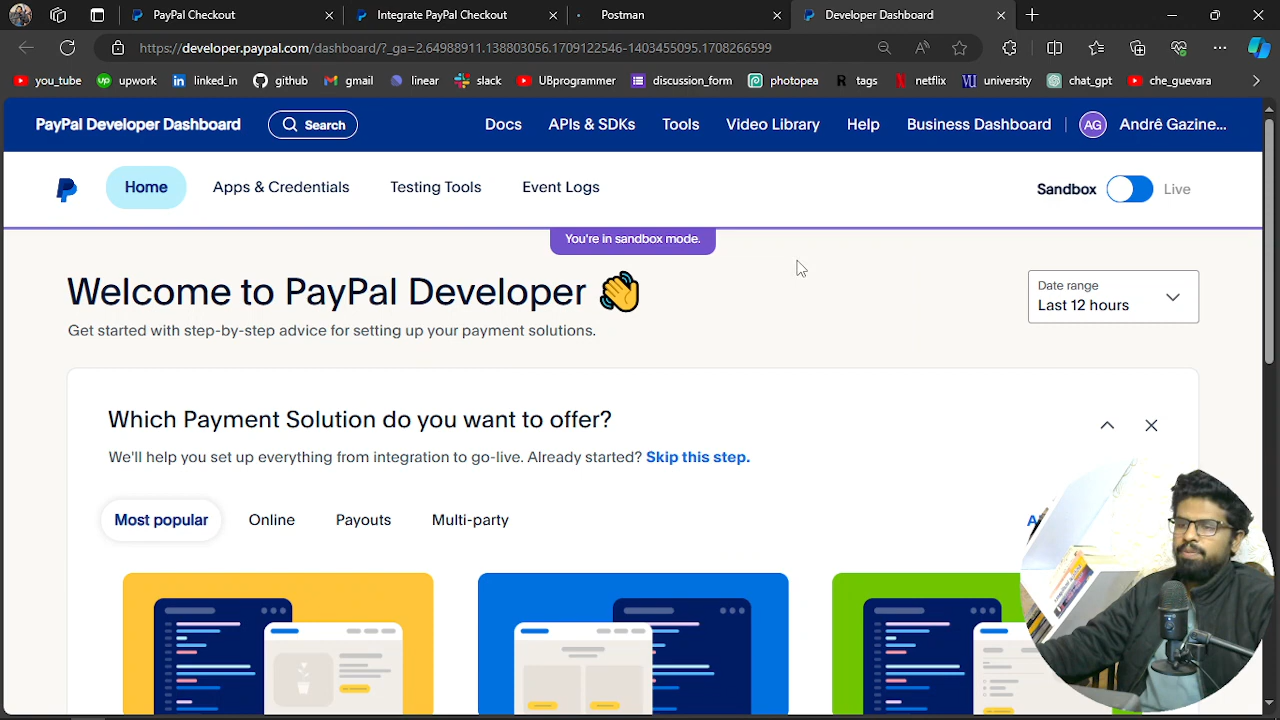 PayPal Checkout
Integrate PayPal Checkout
Postman
Developer Dashboard
https://developer.paypal.com/dashboard/?_ga=2.64988911.138803056.1709122546-1403455095.1708266599
you_tube
upwork
linked_in
github
gmail
linear
slack
UBprogrammer
discussion_form
photopea
tags
netflix
university
chat_gpt
che_guevara
PayPal Developer Dashboard
Search
Docs
APIs & SDKs
Tools
Video Library
Help
Business Dashboard
AG
Andrê Gazine...
Home
Apps & Credentials
Testing Tools
Event Logs
Sandbox
Live
You're in sandbox mode.
Welcome to PayPal Developer
Get started with step-by-step advice for setting up your payment solutions.
Date range
Last 12 hours
Which Payment Solution do you want to offer?
We'll help you set up everything from integration to go-live. Already started? Skip this step.
Most popular
Online
Payouts
Multi-party